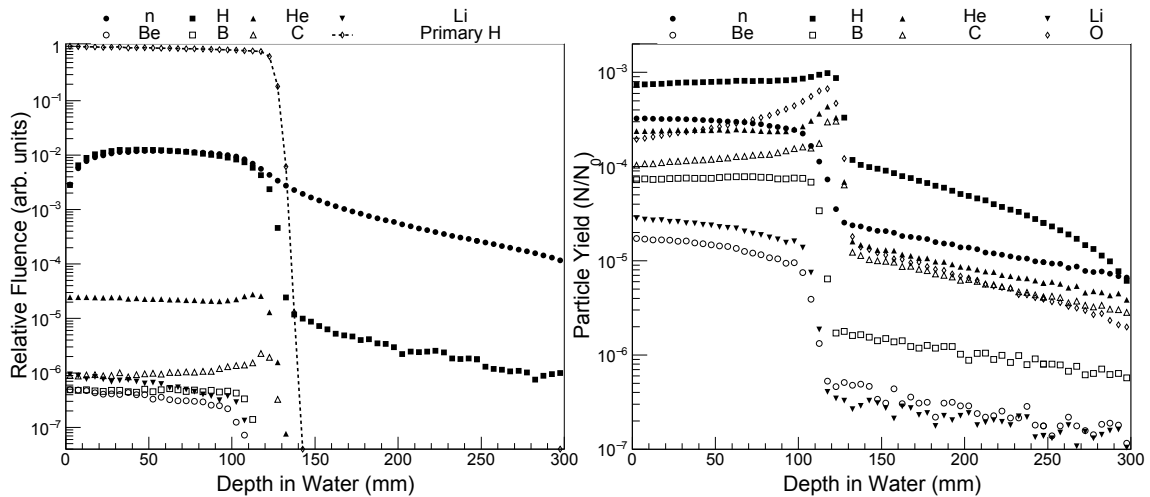 n H He Li
Be B C Primary H
1
10⁻¹
10⁻²
10⁻³
10⁻⁴
10⁻⁵
10⁻⁶
10⁻⁷
Relative Fluence (arb. units)
0 50 100 150 200 250 300
Depth in Water (mm)
n H He Li
Be B C O
10⁻³
10⁻⁴
10⁻⁵
10⁻⁶
10⁻⁷
Particle Yield (N/N₀)
0 50 100 150 200 250 300
Depth in Water (mm)